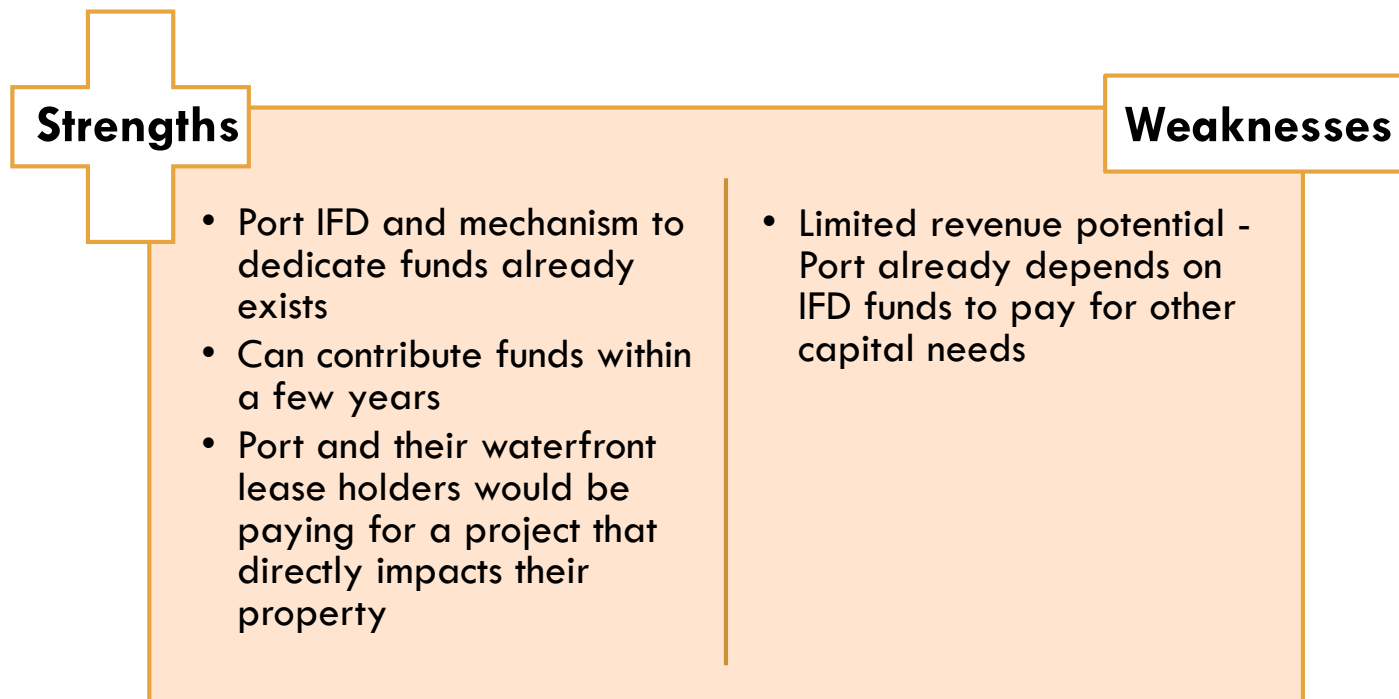 Strengths
Weaknesses
• Port IFD and mechanism to
dedicate funds already
exists
• Can contribute funds within
a few years
• Port and their waterfront
lease holders would be
paying for a project that
directly impacts their
property
• Limited revenue potential -
Port already depends on
IFD funds to pay for other
capital needs